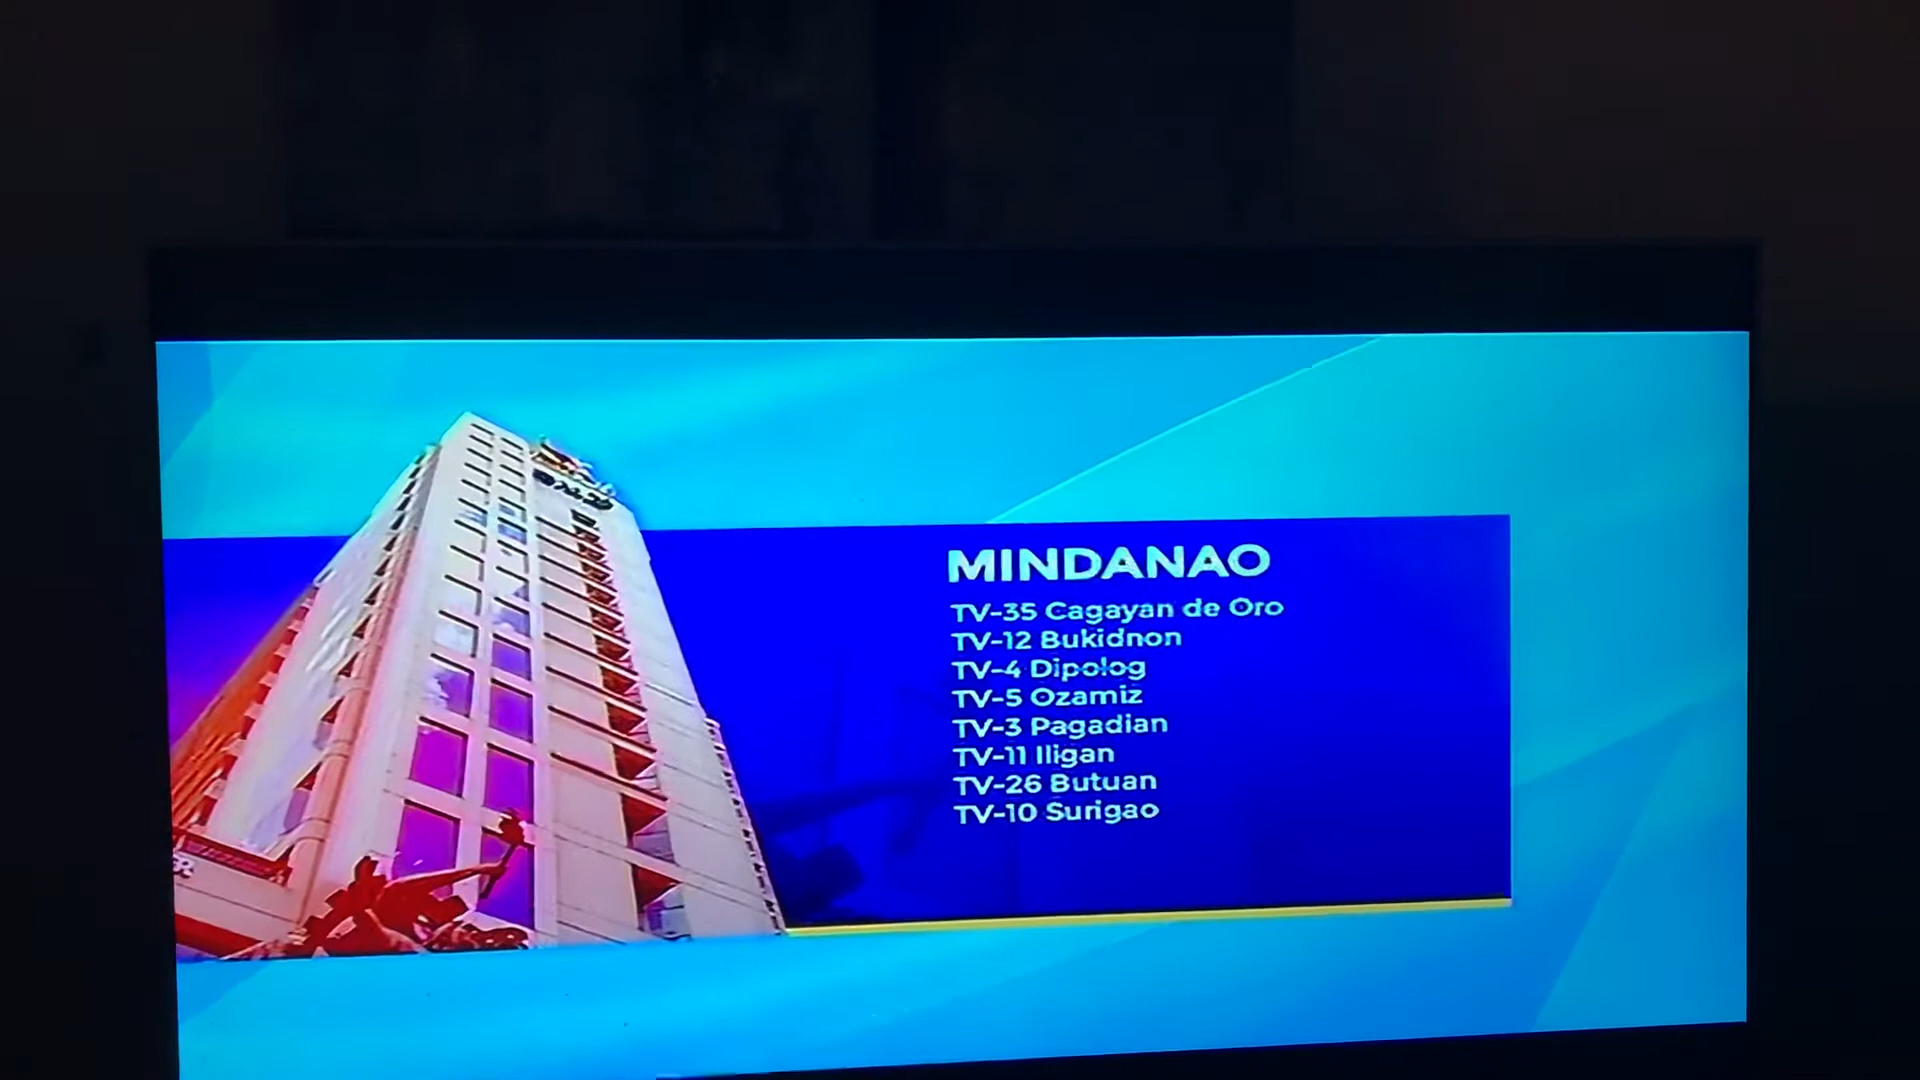 MINDANAO
TV-35 Cagayan de Oro
TV-12 Bukidnon
TV-4 Dipolog
TV-5 Ozamiz
TV-3 Pagadian
TV-11 Iligan
TV-26 Butuan
TV-10 Surigao